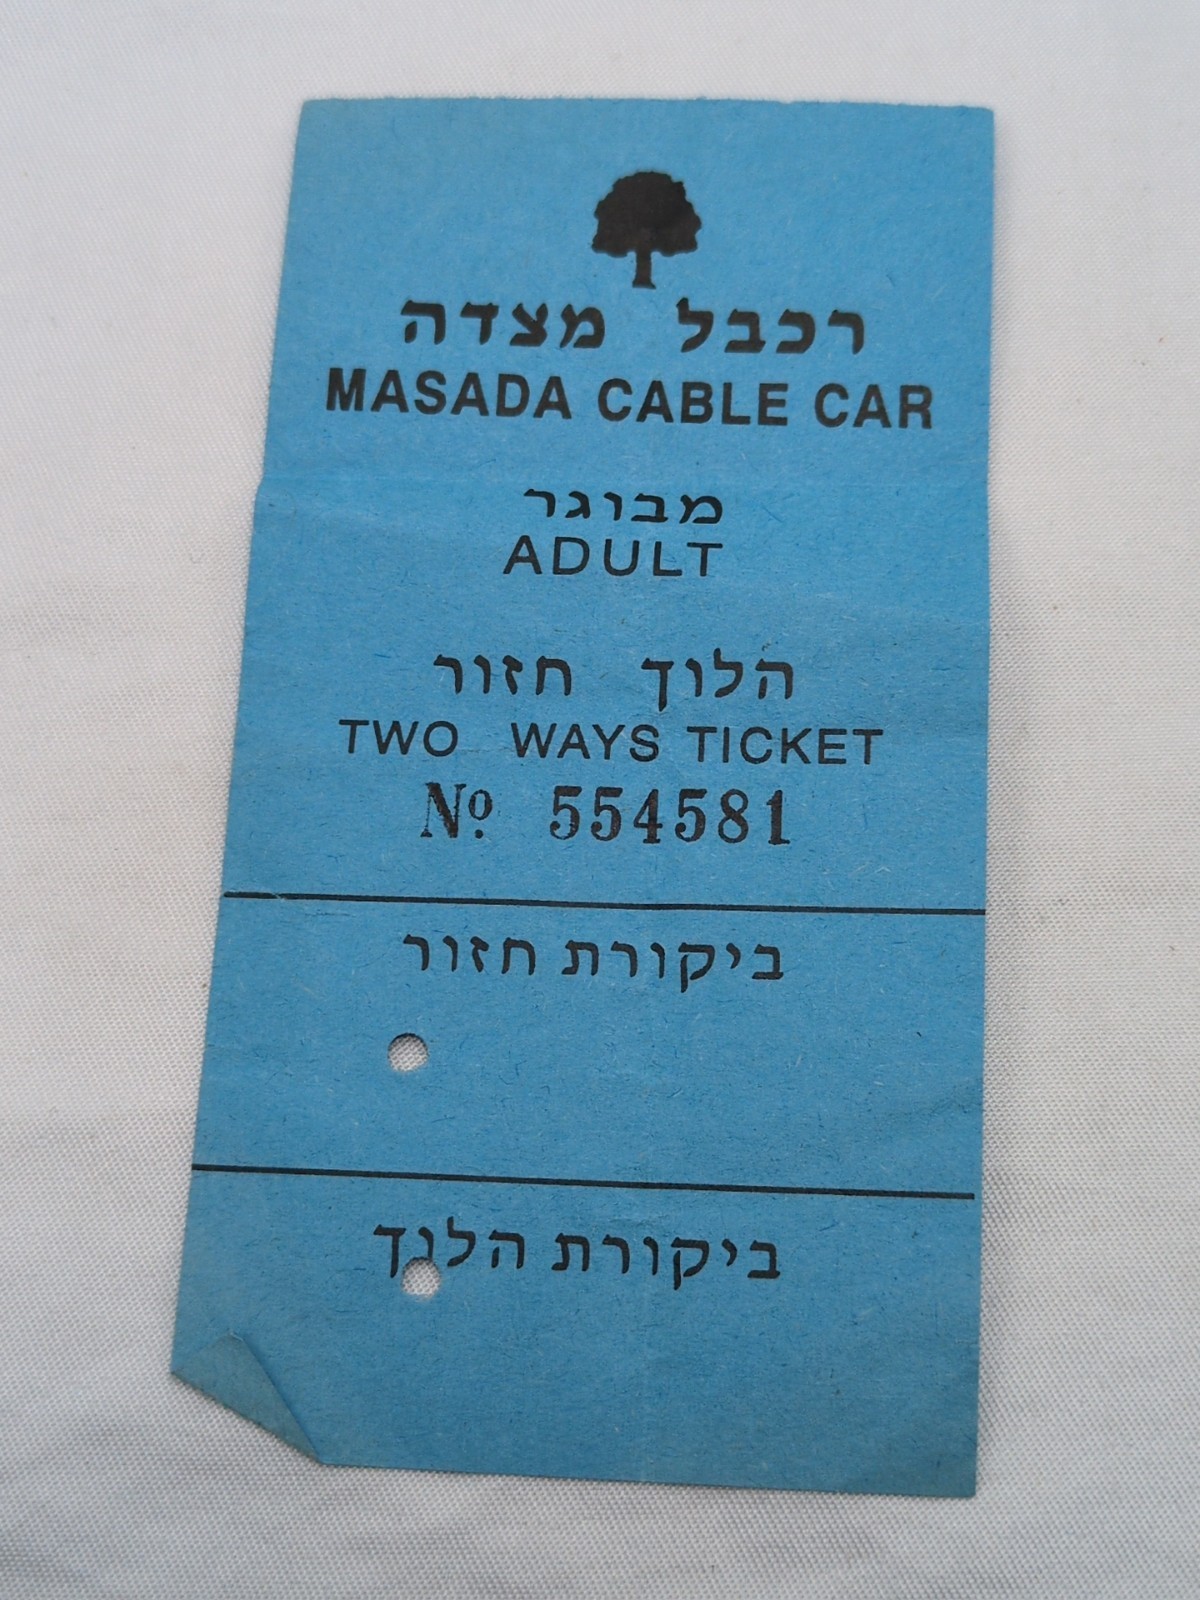 רכבל מצדה
MASADA CABLE CAR
מבוגר
ADULT
הלוך חזור
TWO WAYS TICKET
Nº. 554581
ביקורת חזור
ביקורת הלוך